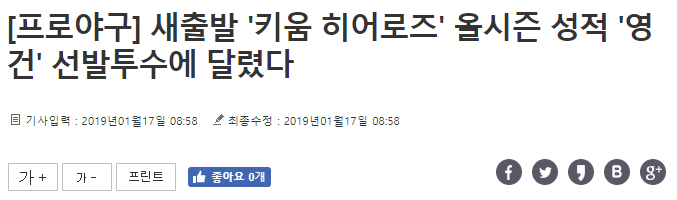 [프로야구] 새출발 '키움 히어로즈' 올시즌 성적 '영
건' 선발투수에 달렸다
기사입력 : 2019년01월17일 08:58 최종수정 : 2019년01월17일 08:58
가+ 가- 프린트 좋아요 0개 f B g+